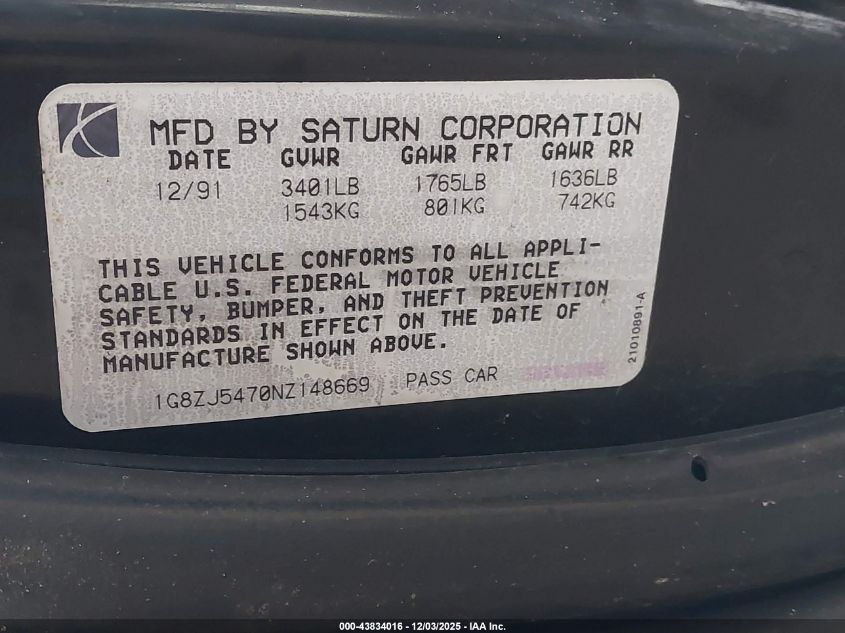 MFD BY SATURN CORPORATION
DATE GVWR GAWR FRT GAWR RR
12/91 3401LB 1765LB 1636LB
1543KG 801KG 742KG
THIS VEHICLE CONFORMS TO ALL APPLI-
CABLE U.S. FEDERAL MOTOR VEHICLE
SAFETY, BUMPER, AND THEFT PREVENTION
STANDARDS IN EFFECT ON THE DATE OF
MANUFACTURE SHOWN ABOVE.
1G8ZJ5470NZ148669 PASS CAR
21010891-A
000-43834016 - 12/03/2025 - IAA Inc.